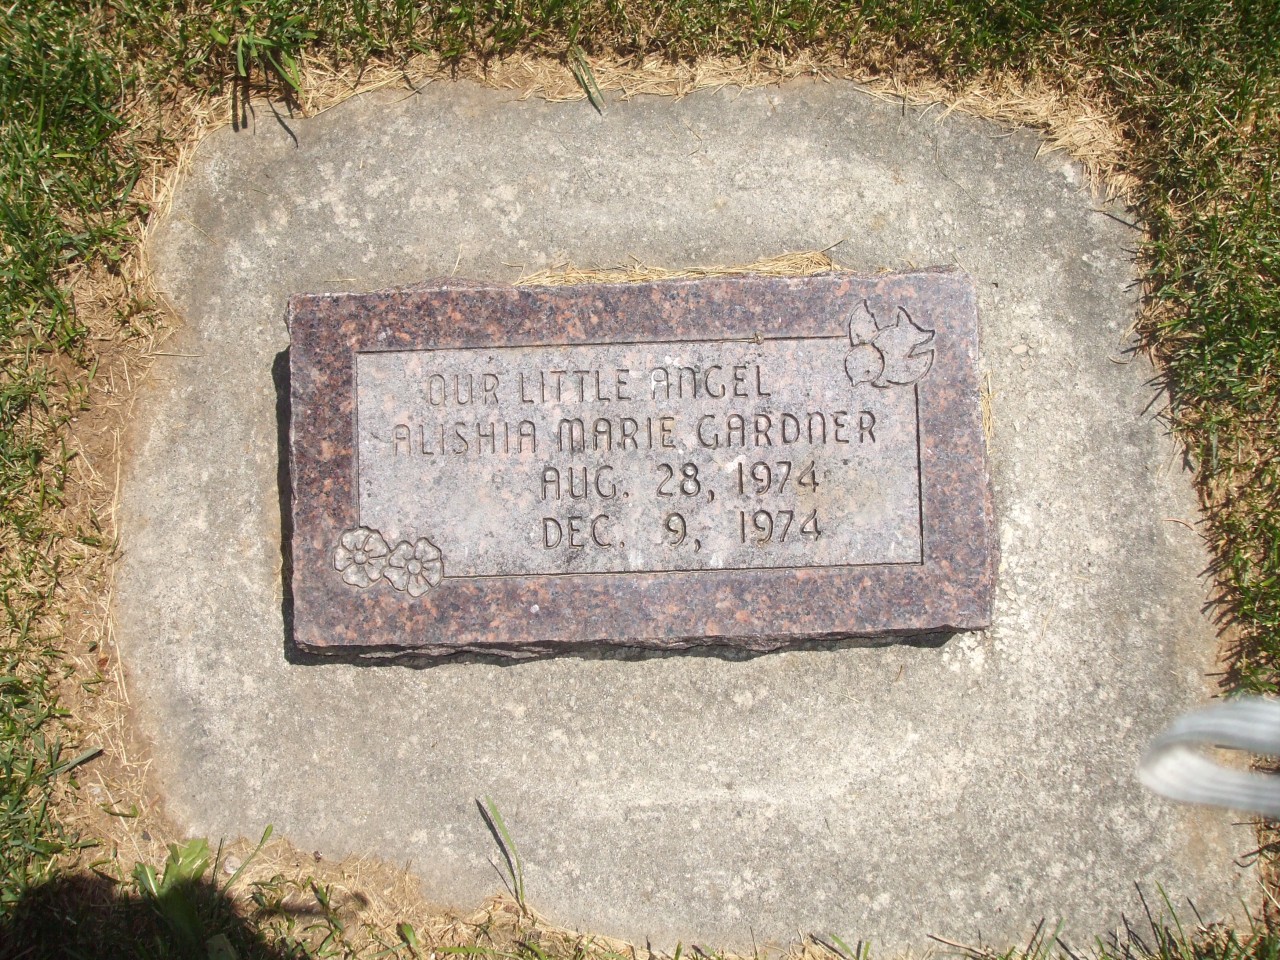 OUR LITTLE ANGEL
ALISHIA MARIE GARDNER
AUG. 28, 1974
DEC. 9, 1974